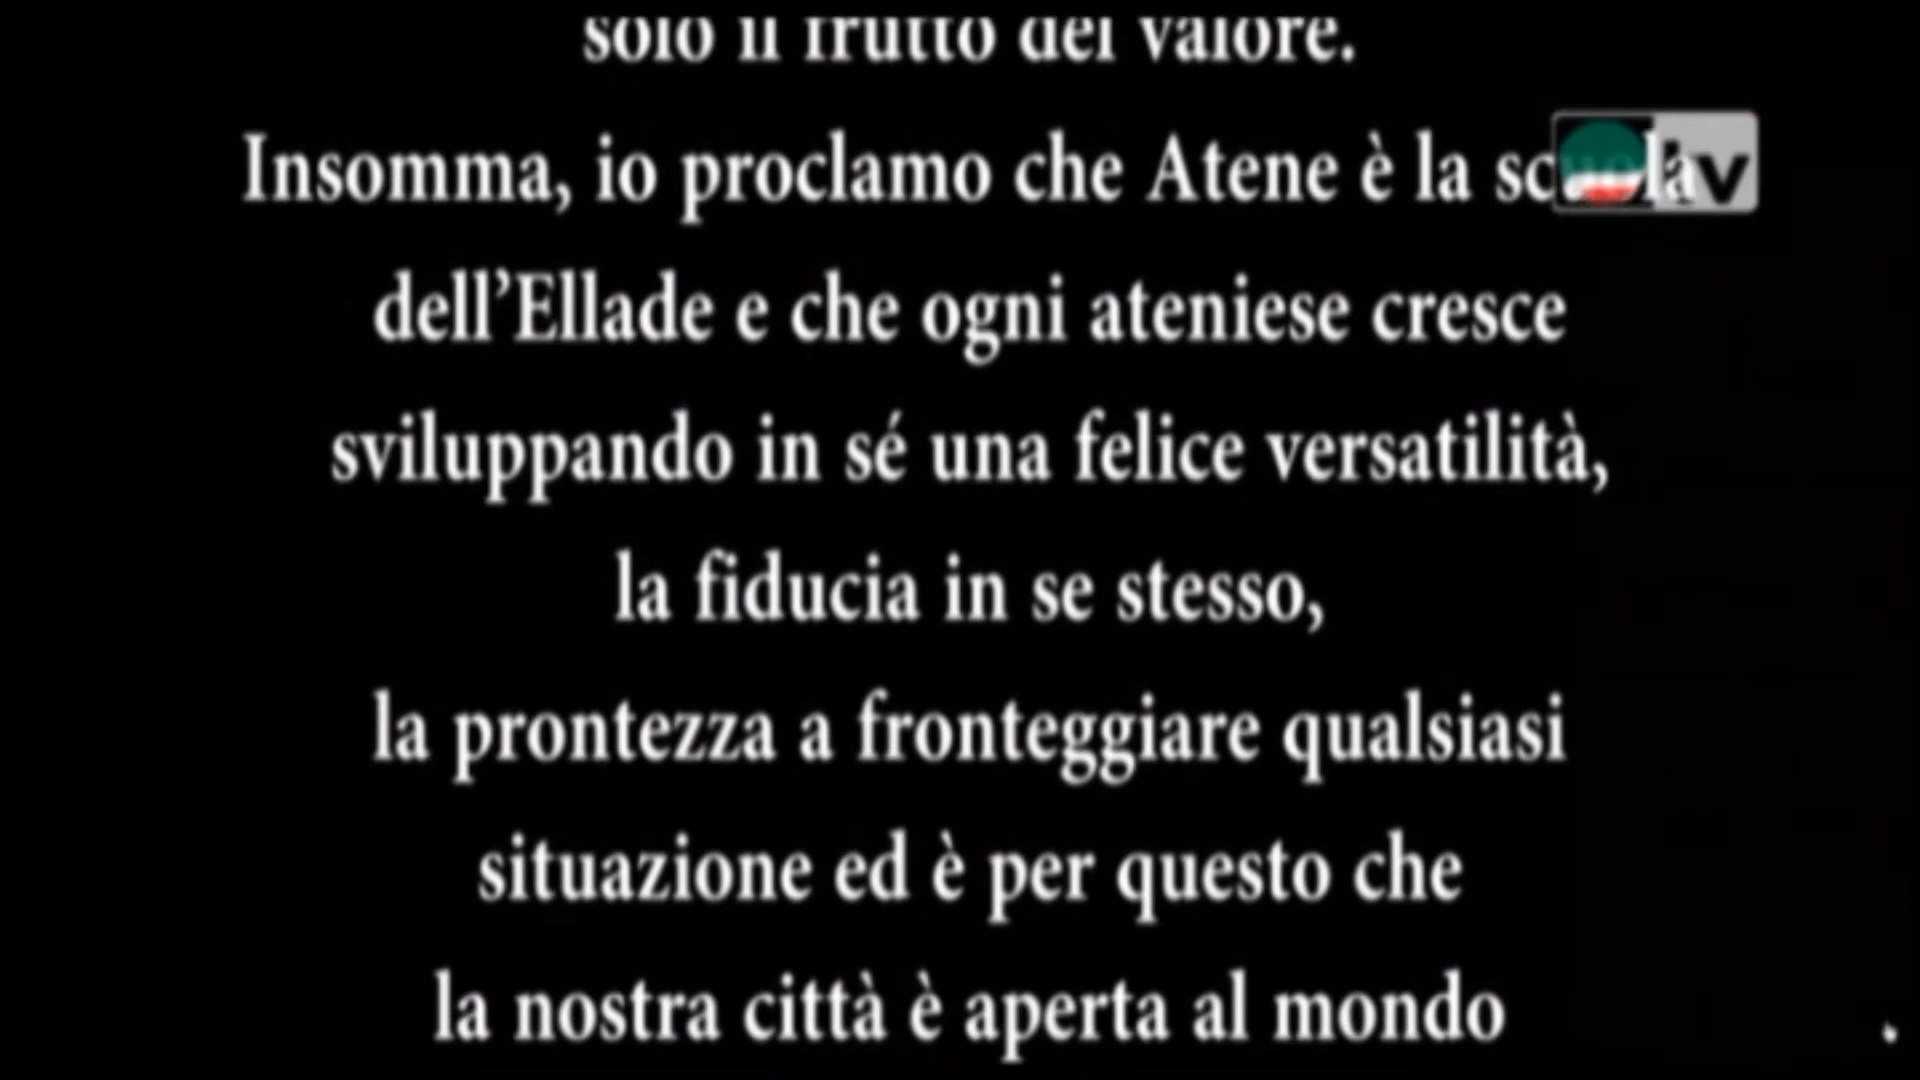 solo il frutto del valore.
Insomma, io proclamo che Atene è la scuola
dell’Ellade e che ogni ateniese cresce
sviluppando in sé una felice versatilità,
la fiducia in se stesso,
la prontezza a fronteggiare qualsiasi
situazione ed è per questo che
la nostra città è aperta al mondo
tv